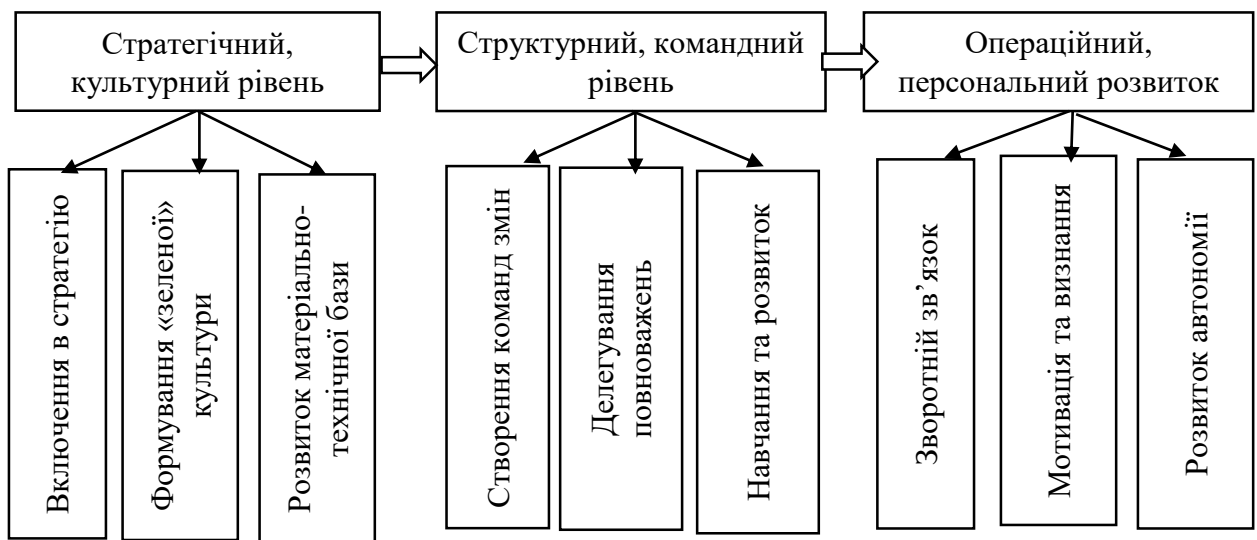 Стратегічний,
культурний рівень
Структурний, командний
рівень
Операційний,
персональний розвиток
Включення в стратегію
Формування «зеленої»
культури
Розвиток матеріально-
технічної бази
Створення команд змін
Делегування
повноважень
Навчання та розвиток
Зворотній зв’язок
Мотивація та визнання
Розвиток автономії